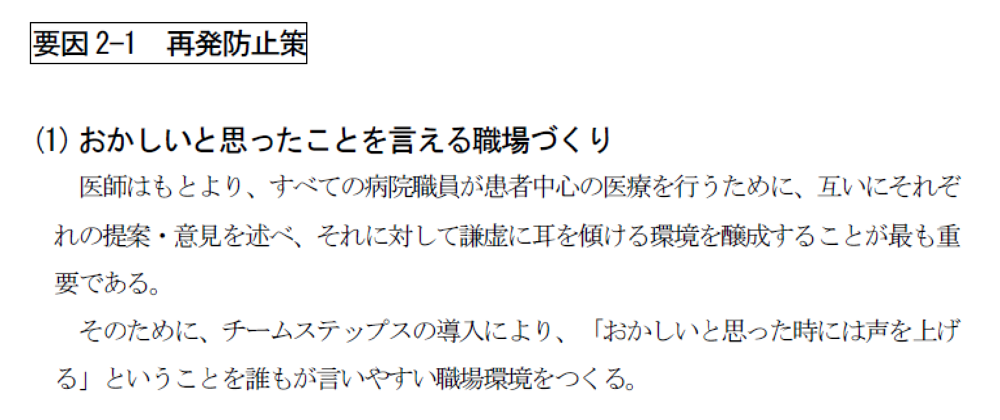 要因 2-1　再発防止策
(1) おかしいと思ったことを言える職場づくり
医師はもとより、すべての病院職員が患者中心の医療を行うために、互いにそれぞ
れの提案・意見を述べ、それに対して謙虚に耳を傾ける環境を醸成することが最も重
要である。
そのために、チームステップスの導入により、「おかしいと思った時には声を上げ
る」ということを誰もが言いやすい職場環境をつくる。